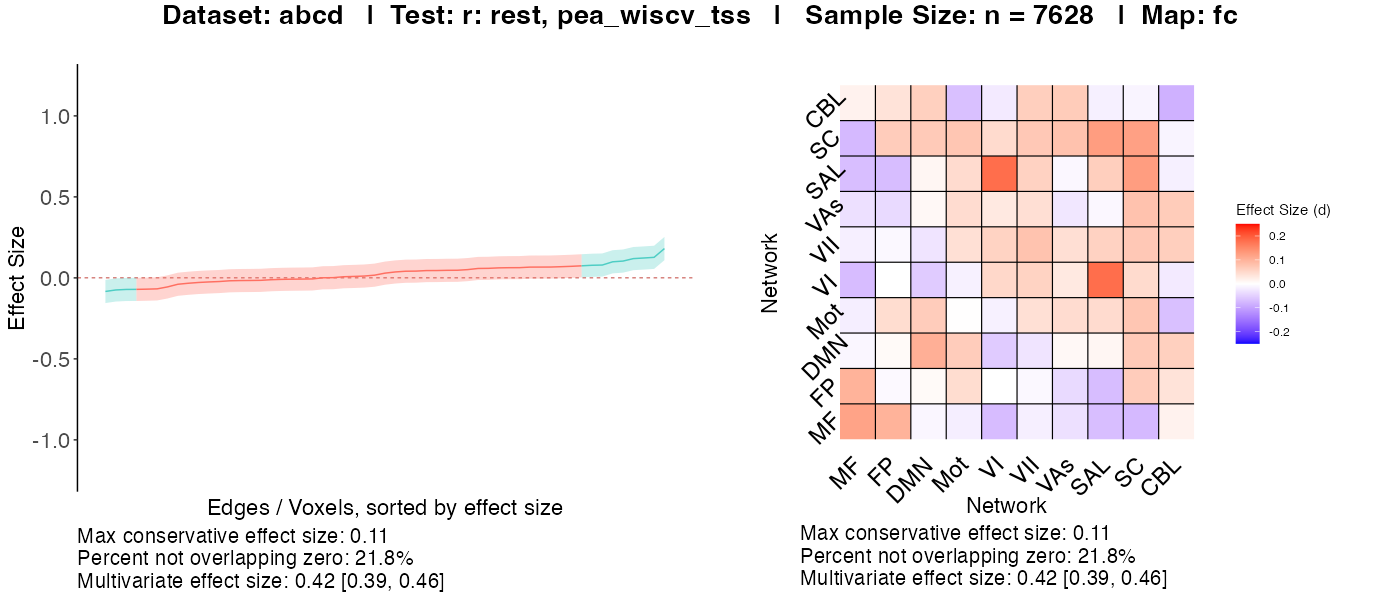 Dataset: abcd | Test: r: rest, pea_wiscv_tss | Sample Size: n = 7628 | Map: fc
Effect Size
1.0
0.5
0.0
-0.5
-1.0
Edges / Voxels, sorted by effect size
Max conservative effect size: 0.11
Percent not overlapping zero: 21.8%
Multivariate effect size: 0.42 [0.39, 0.46]
Network
CBL
SC
SAL
VAs
VII
VI
Mot
DMN
FP
MF
MF FP DMN Mot VI VII VAs SAL SC CBL
Network
Effect Size (d)
0.2
0.1
0.0
-0.1
-0.2
Max conservative effect size: 0.11
Percent not overlapping zero: 21.8%
Multivariate effect size: 0.42 [0.39, 0.46]